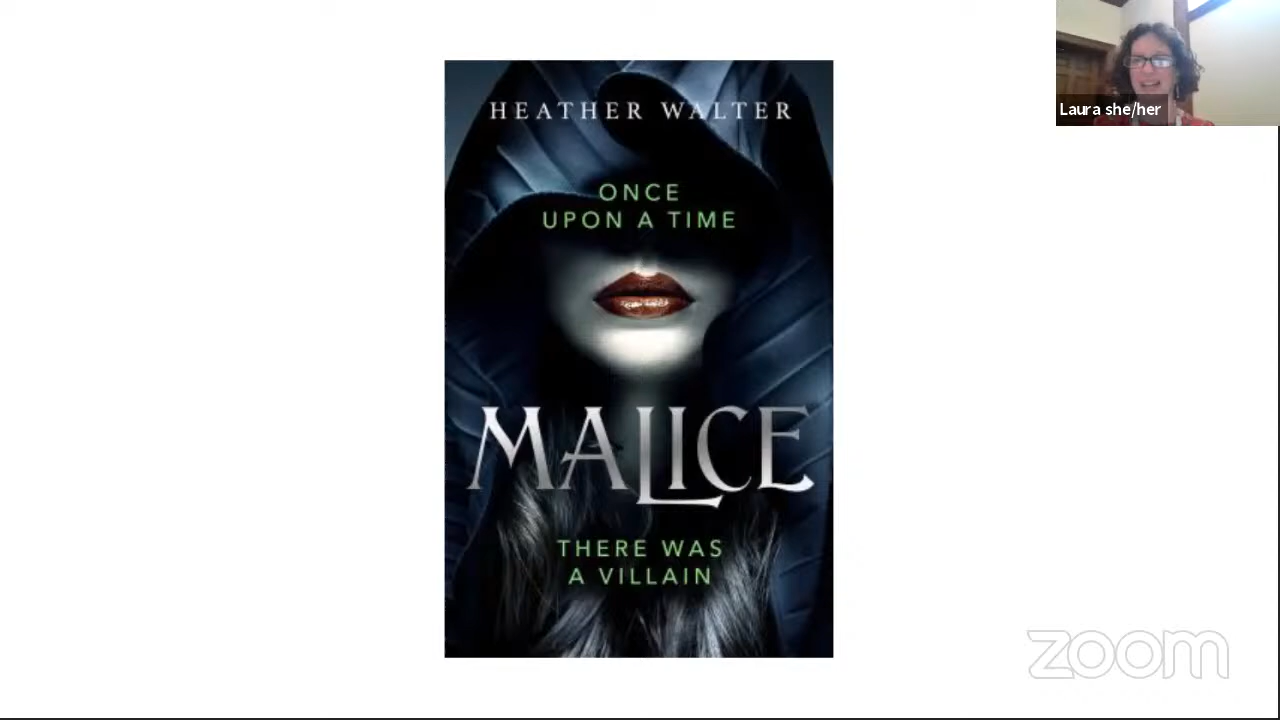 HEATHER WALTER
ONCE
UPON A TIME
MALICE
THERE WAS
A VILLAIN
Laura she/her
zoom